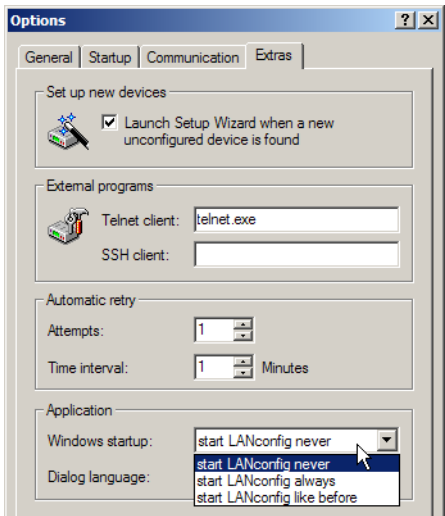 Options
General Startup Communication Extras
Set up new devices
Launch Setup Wizard when a new
unconfigured device is found
External programs
Telnet client: telnet.exe
SSH client:
Automatic retry
Attempts: 1
Time interval: 1 Minutes
Application
Windows startup: start LANconfig never
start LANconfig never
Dialog language: start LANconfig always
start LANconfig like before